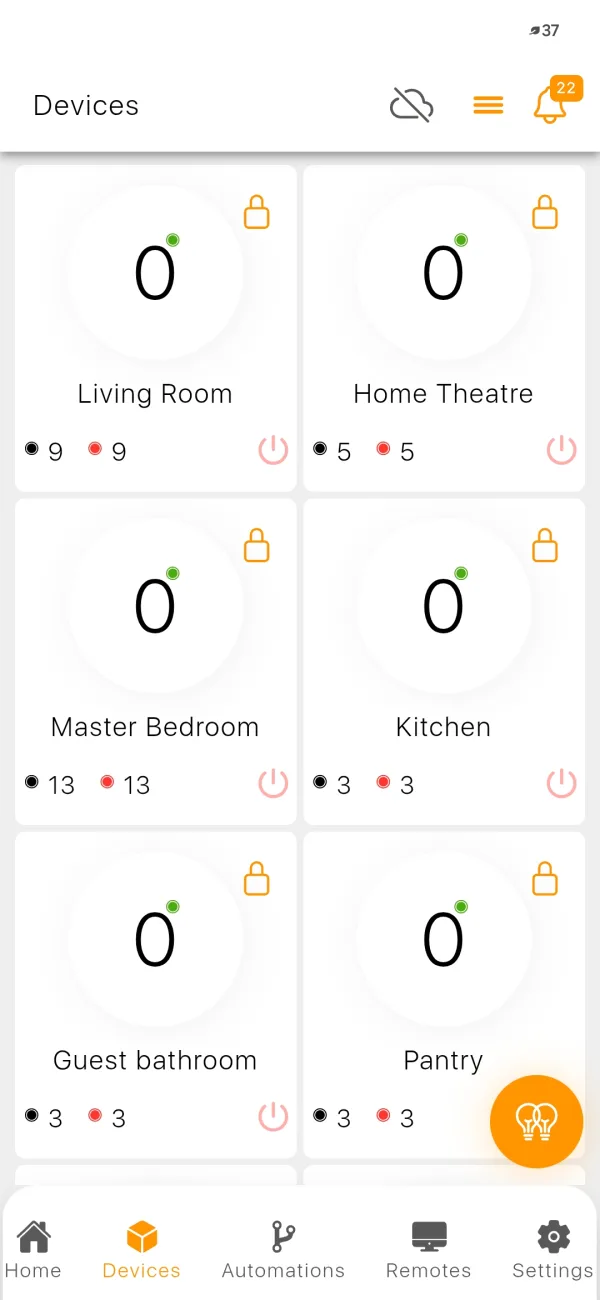 37
Devices
22
0
0
Living Room
Home Theatre
9 9
5 5
0
0
Master Bedroom
Kitchen
13 13
3 3
0
0
Guest bathroom
Pantry
3 3
3 3
Home
Devices
Automations
Remotes
Settings